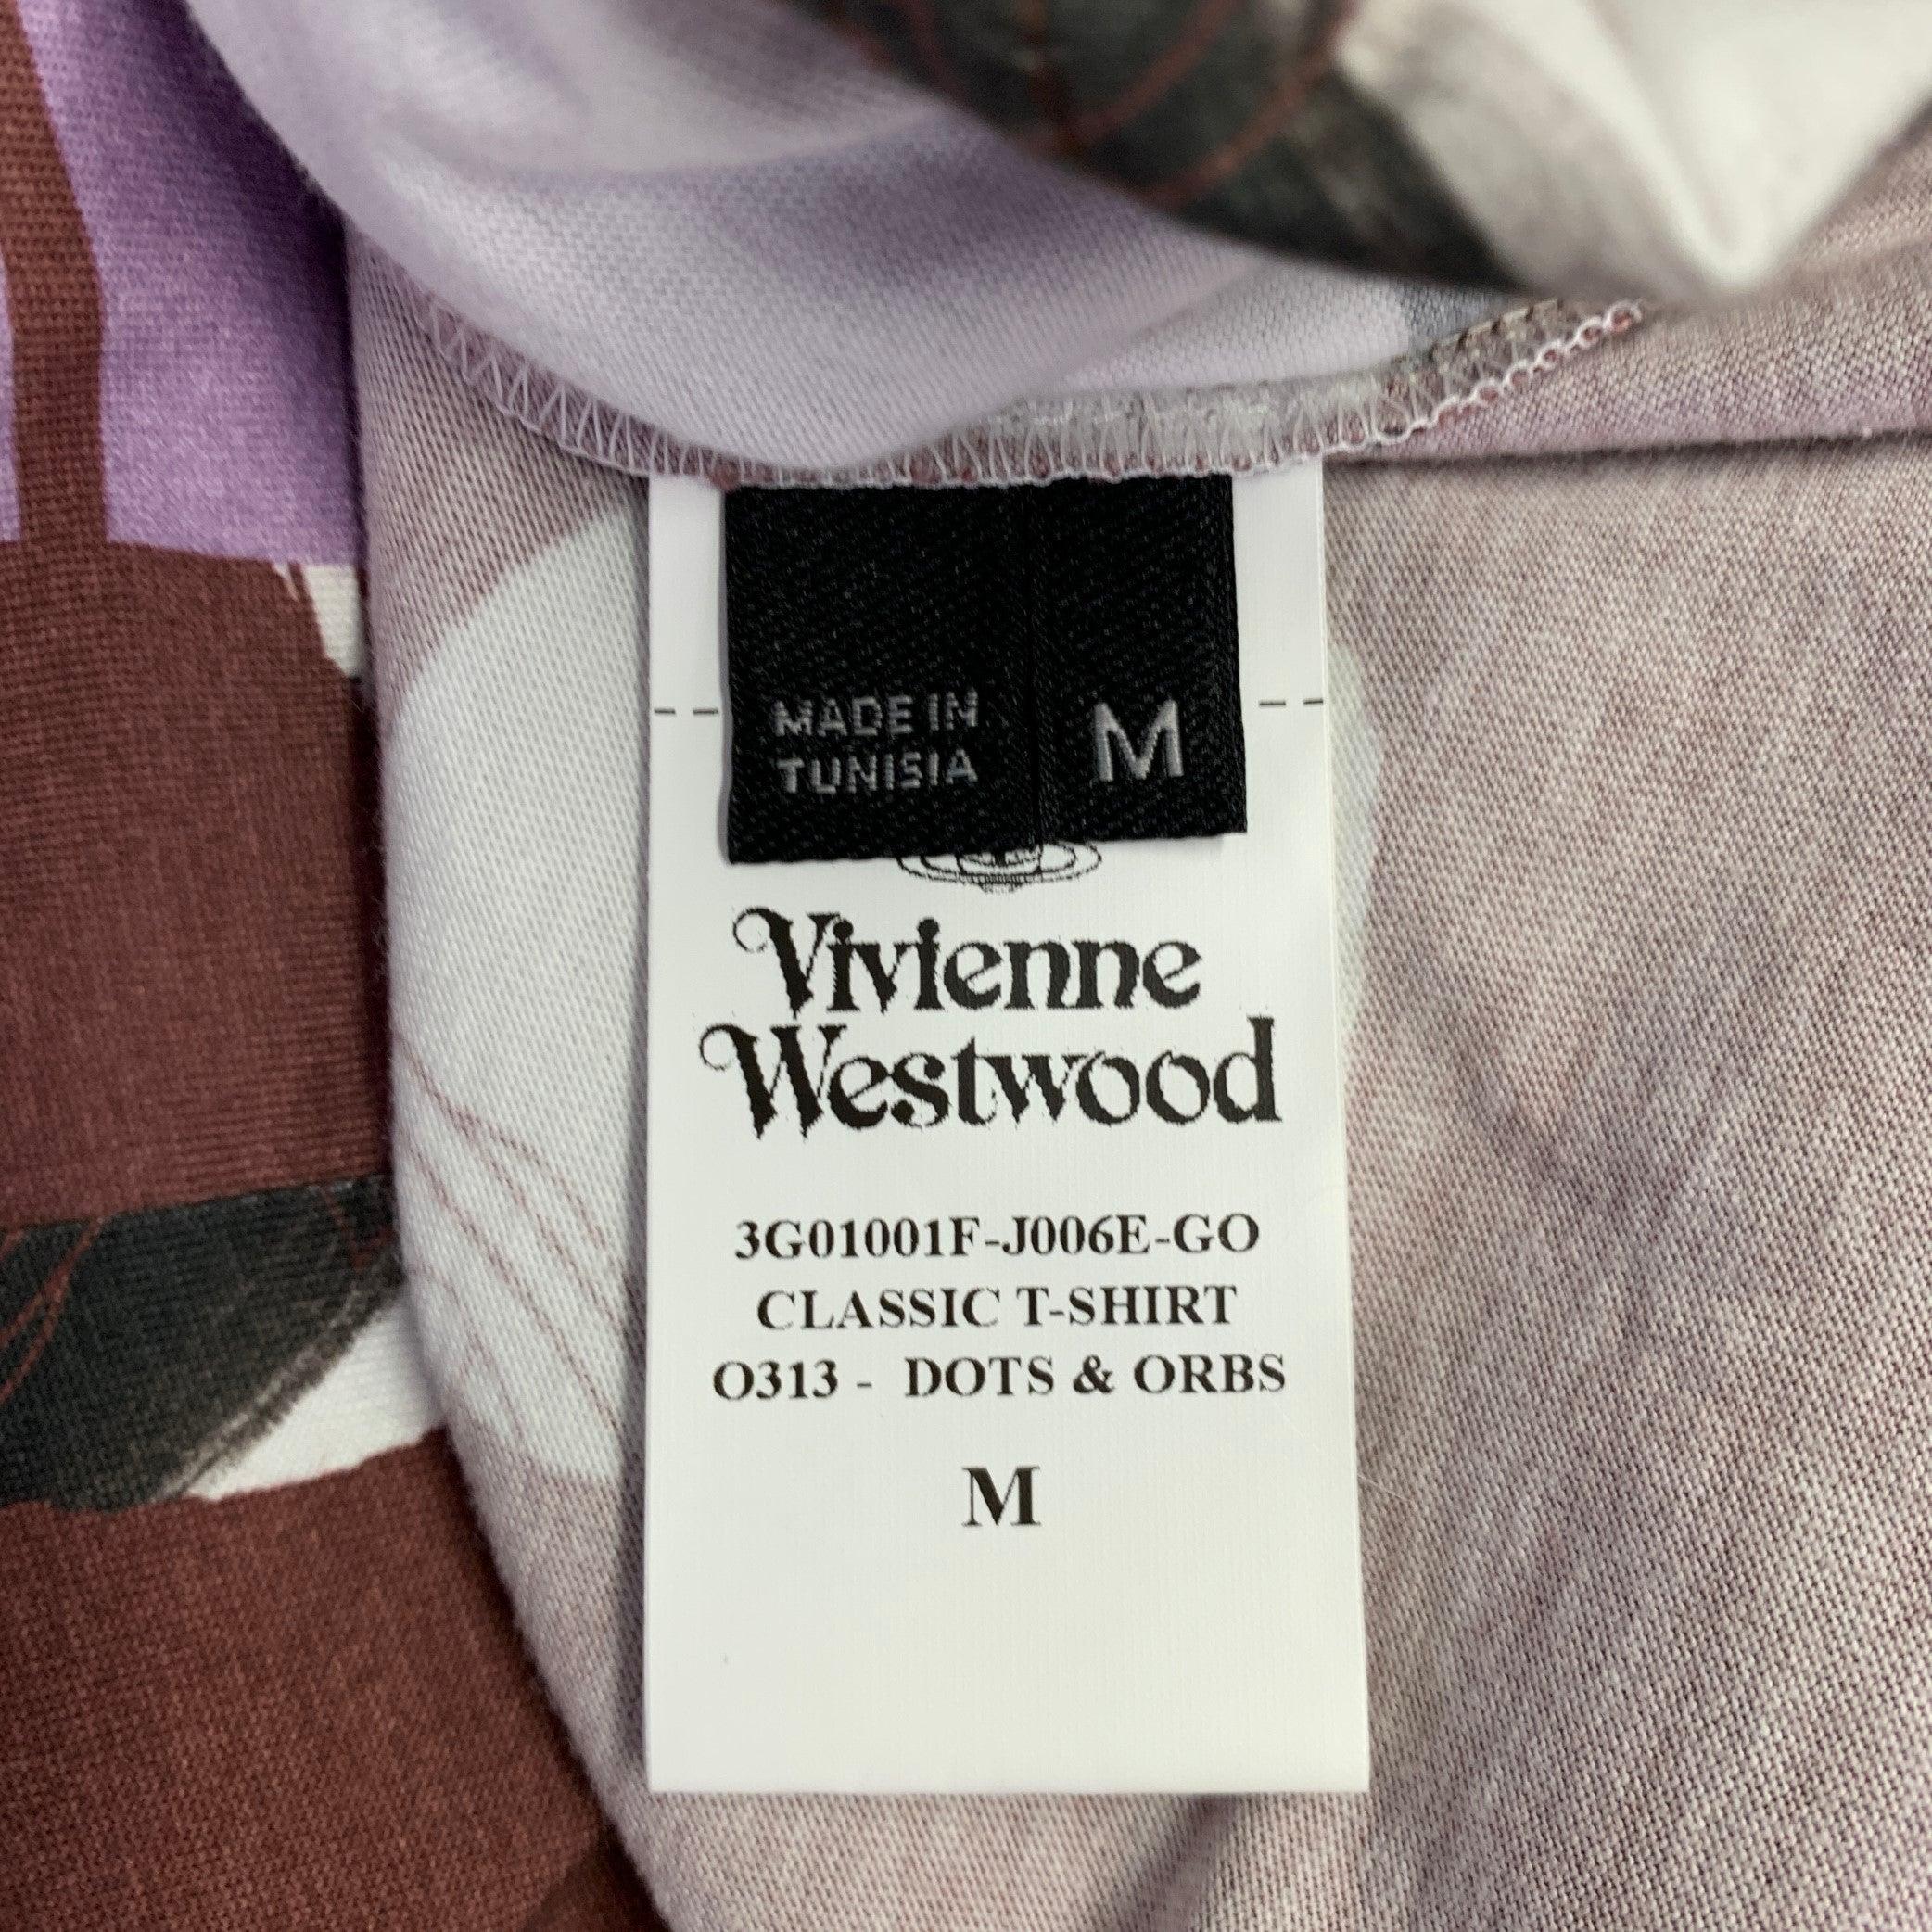 MADE IN
TUNISIA
M
Vivienne
Westwood
3G01001F-J006E-GO
CLASSIC T-SHIRT
O313 - DOTS & ORBS
M